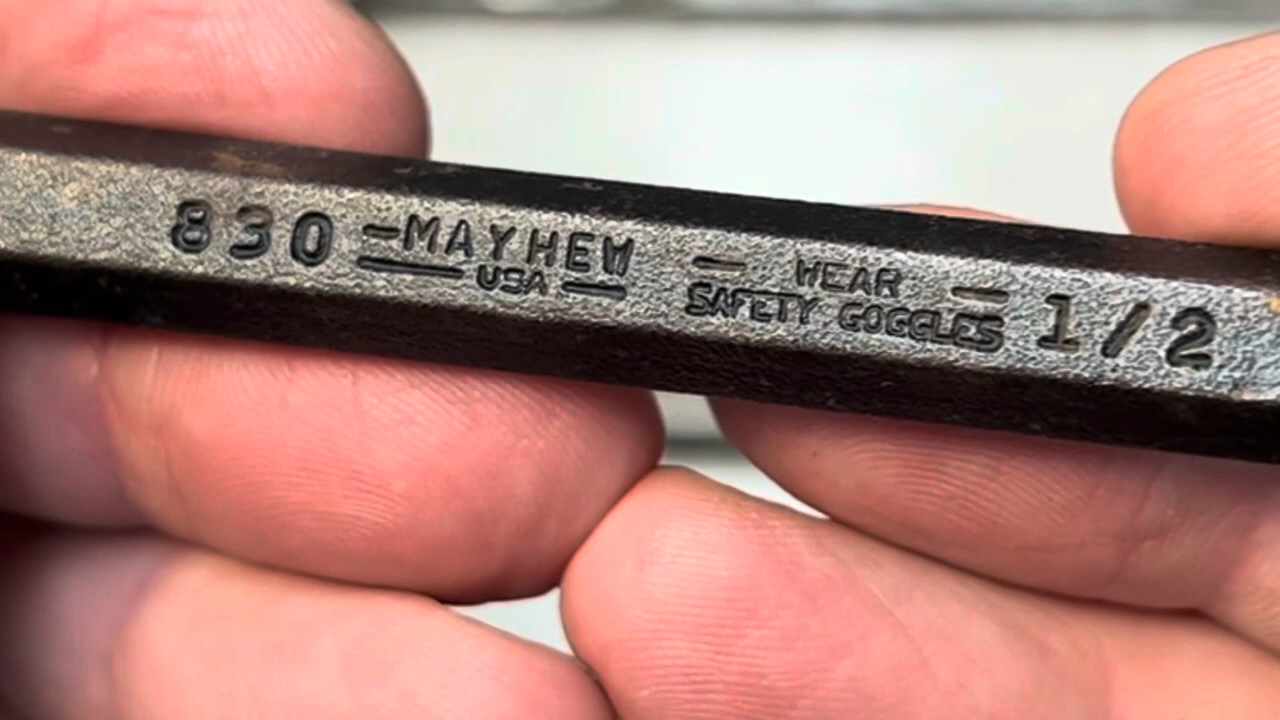 830 –MAYHEW – WEAR – 1/2
— USA — SAFETY GOGGLES